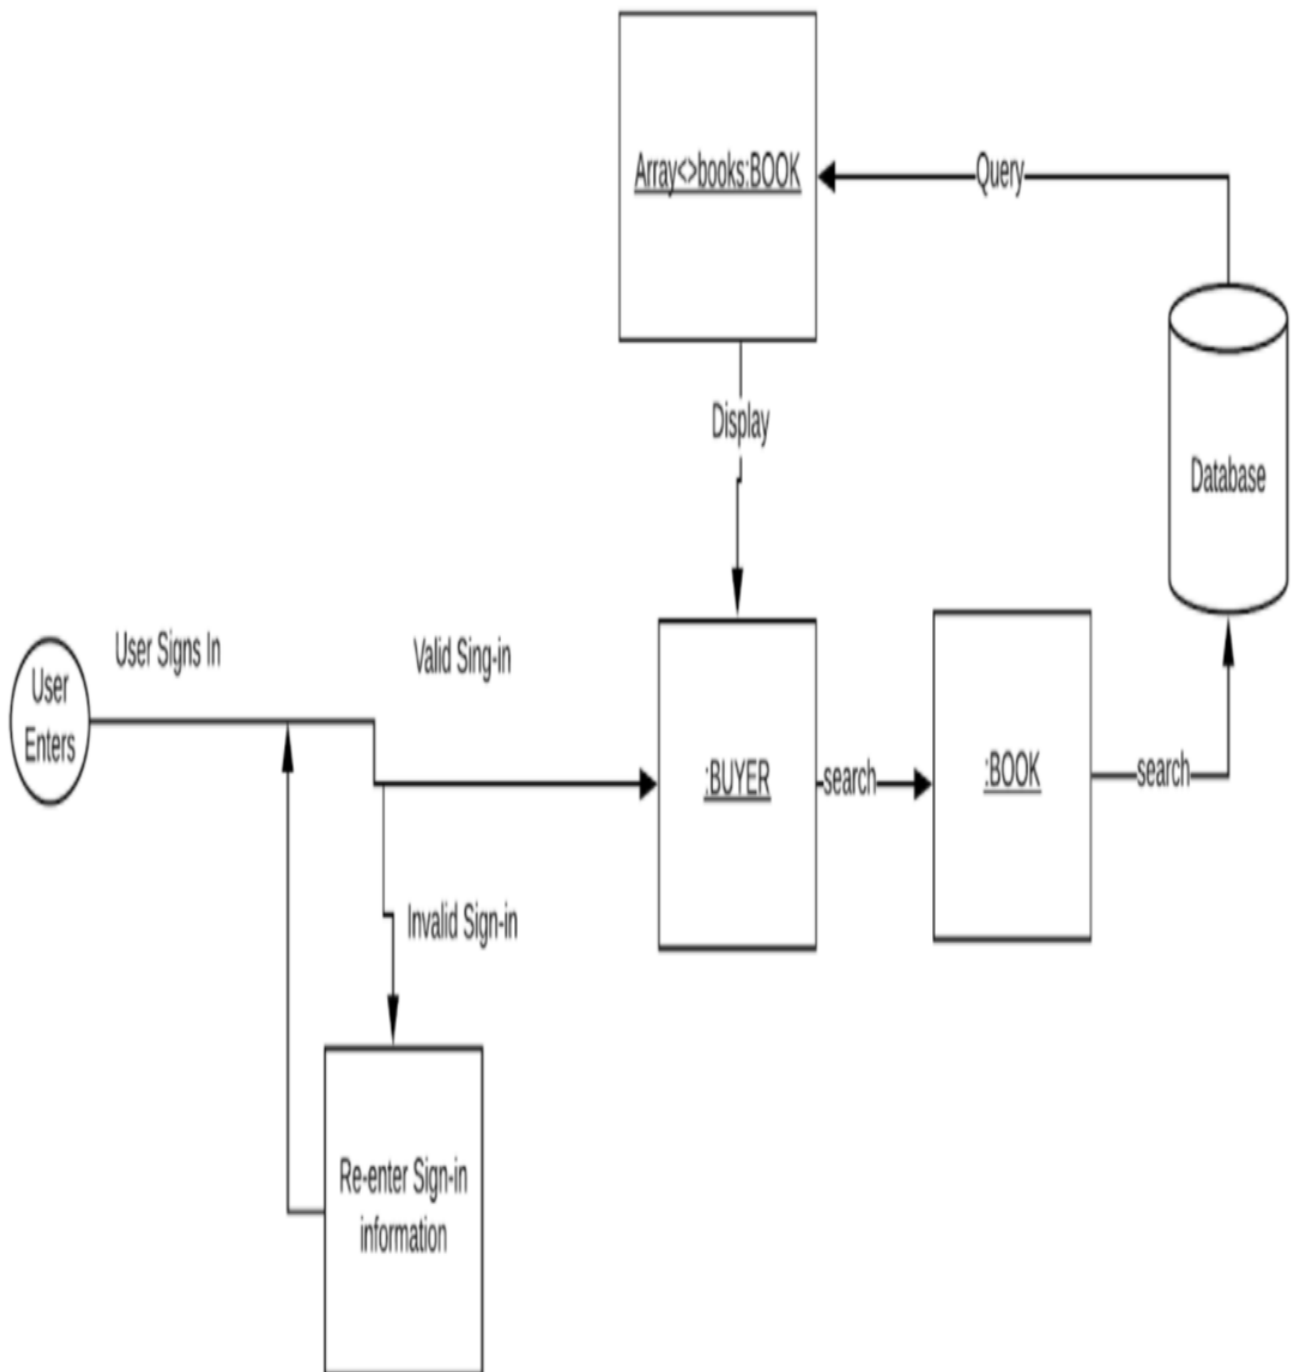 Array<>books:BOOK
Query
Display
Database
User Signs In
Valid Sing-in
User
Enters
:BUYER
search
:BOOK
search
Invalid Sign-in
Re-enter Sign-in
information